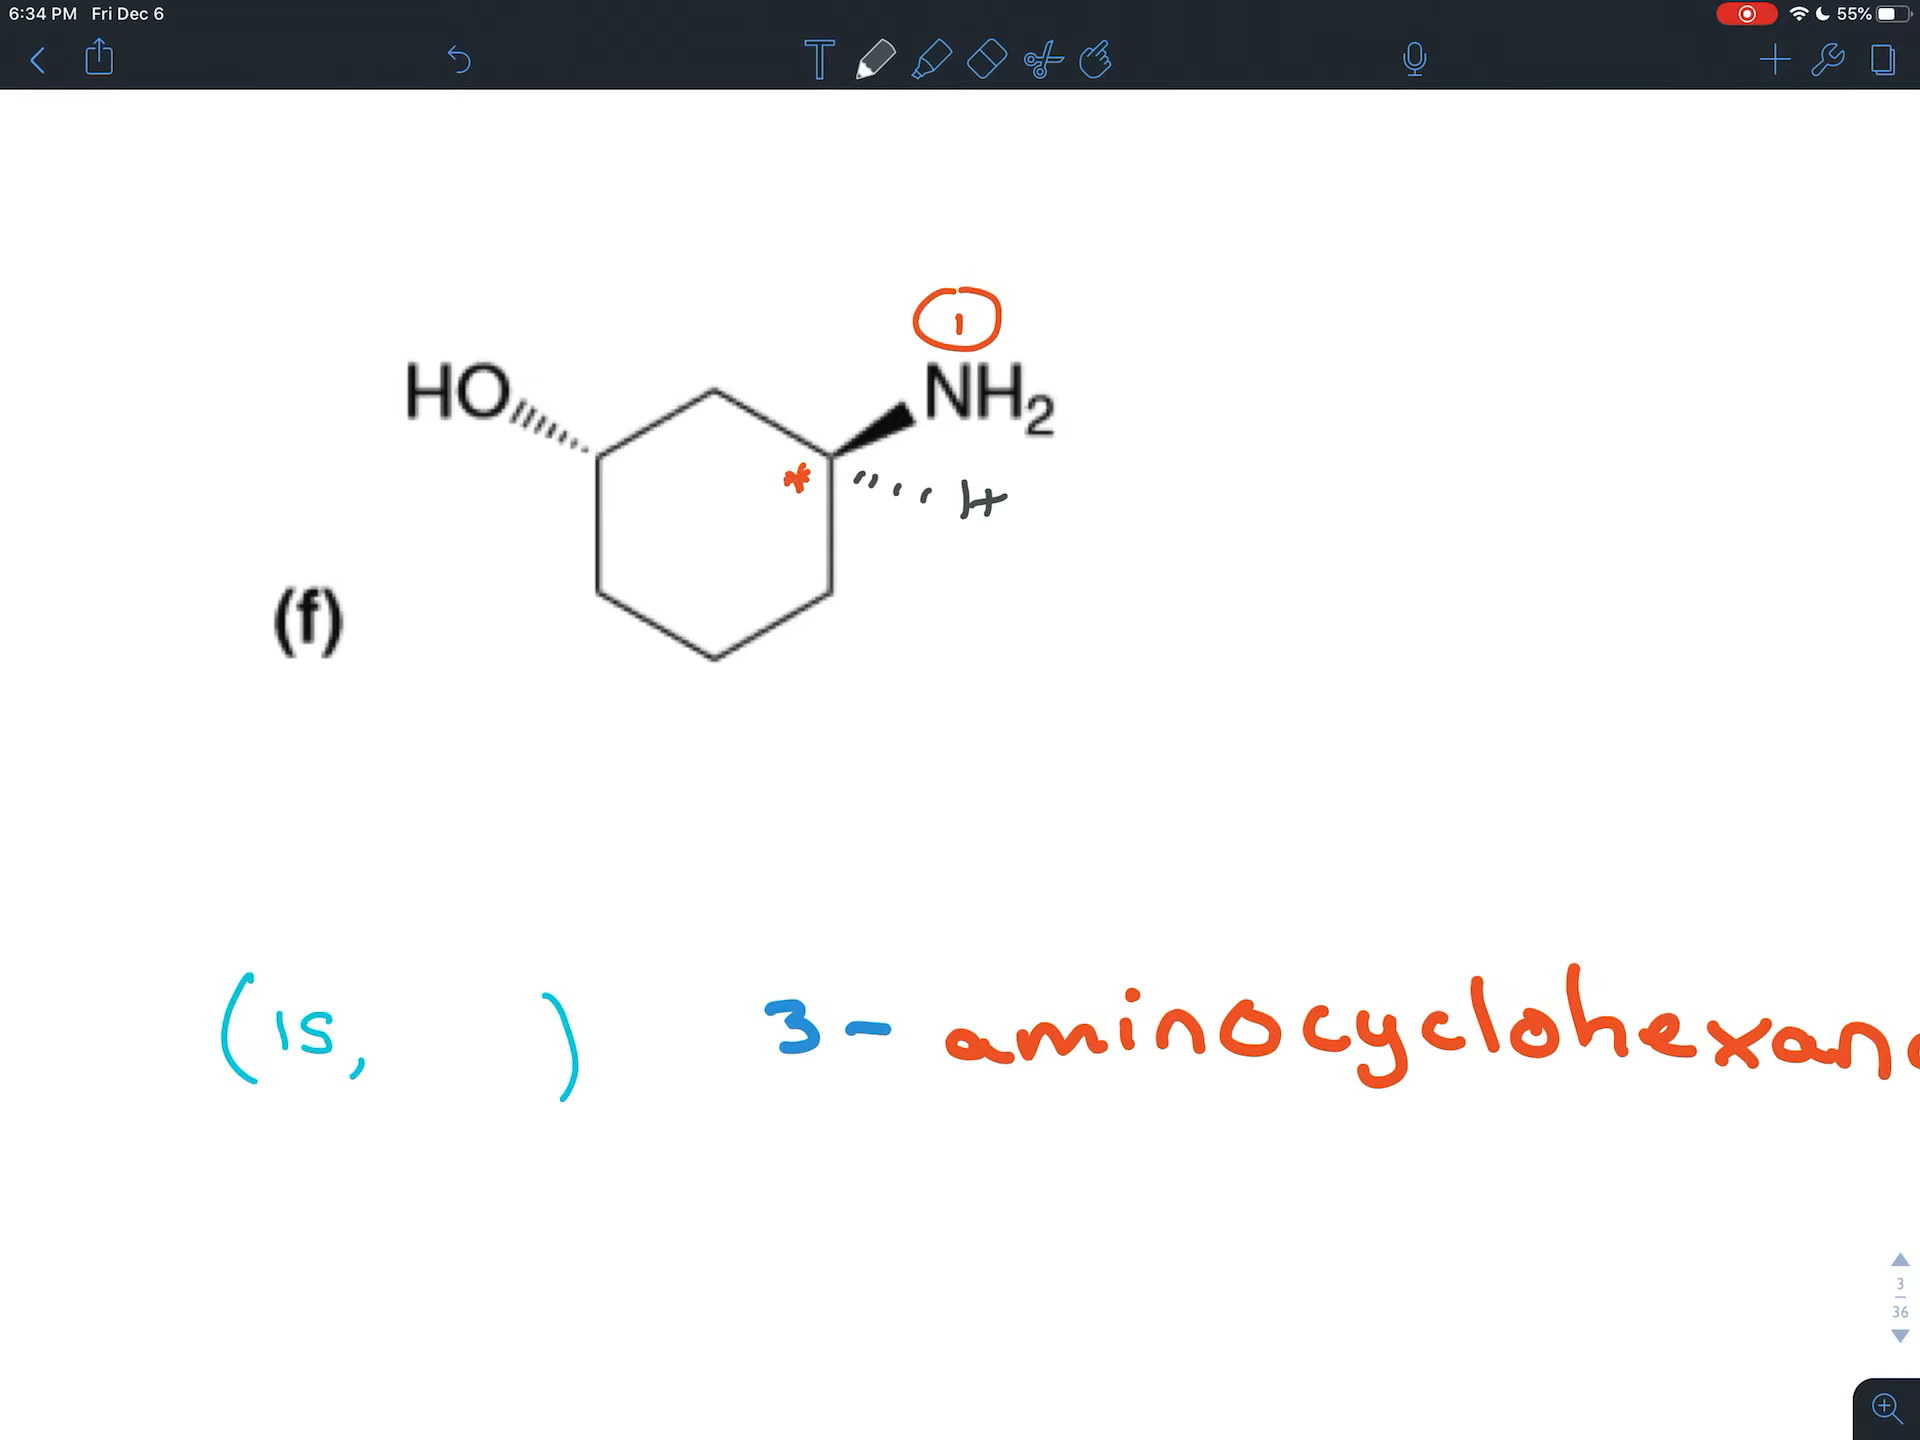 6:34 PM Fri Dec 6
55%
T
1
HO
NH2
* H
(f)
(1S, ) 3-aminocyclohexan
3
36